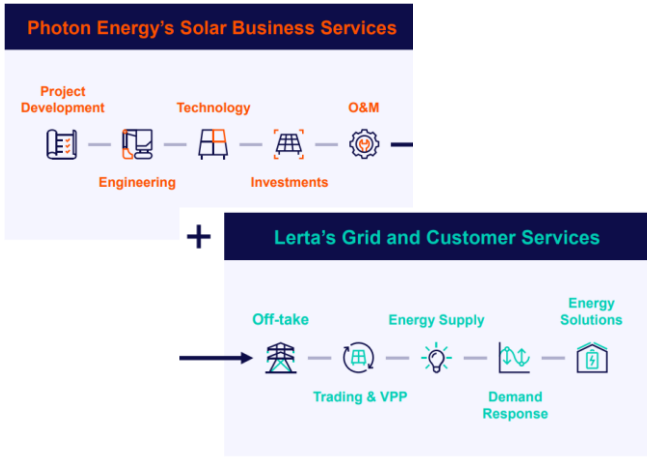 Photon Energy's Solar Business Services
Project
Development
Technology
O&M
Engineering
Investments
+
Lerta's Grid and Customer Services
Off-take
Energy Supply
Energy
Solutions
Trading & VPP
Demand
Response